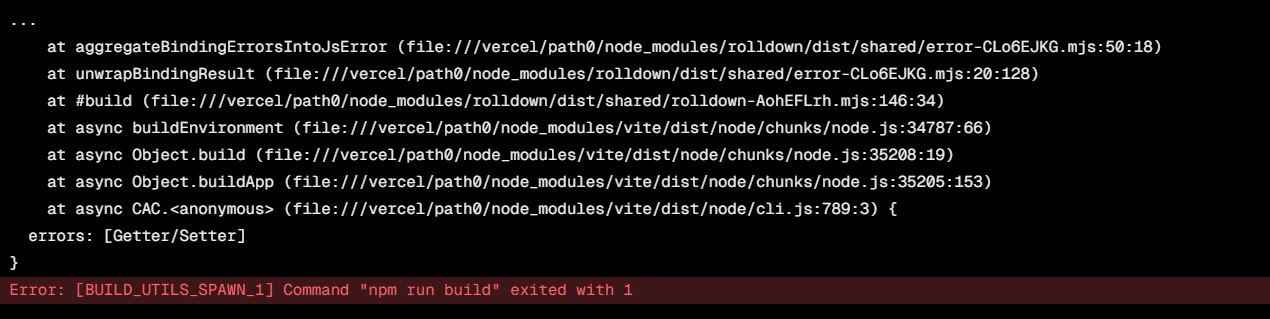 ...
    at aggregateBindingErrorsIntoJsError (file:///vercel/path0/node_modules/rolldown/dist/shared/error-CLo6EJKG.mjs:50:18)
    at unwrapBindingResult (file:///vercel/path0/node_modules/rolldown/dist/shared/error-CLo6EJKG.mjs:20:128)
    at #build (file:///vercel/path0/node_modules/rolldown/dist/shared/rolldown-AohEFLrh.mjs:146:34)
    at async buildEnvironment (file:///vercel/path0/node_modules/vite/dist/node/chunks/node.js:34787:66)
    at async Object.build (file:///vercel/path0/node_modules/vite/dist/node/chunks/node.js:35208:19)
    at async Object.buildApp (file:///vercel/path0/node_modules/vite/dist/node/chunks/node.js:35205:153)
    at async CAC.<anonymous> (file:///vercel/path0/node_modules/vite/dist/node/cli.js:789:3) {
  errors: [Getter/Setter]
}
Error: [BUILD_UTILS_SPAWN_1] Command "npm run build" exited with 1